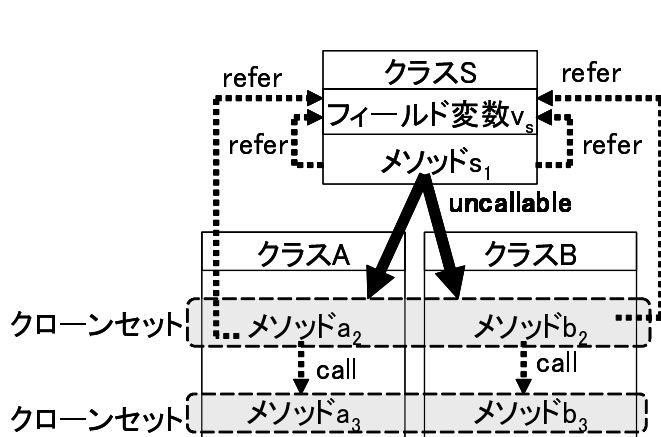 クラスS
refer
refer
フィールド変数vs
refer
refer
メソッドs1
uncallable
クラスA
クラスB
クローンセット
メソッドa2
メソッドb2
call
call
クローンセット
メソッドa3
メソッドb3